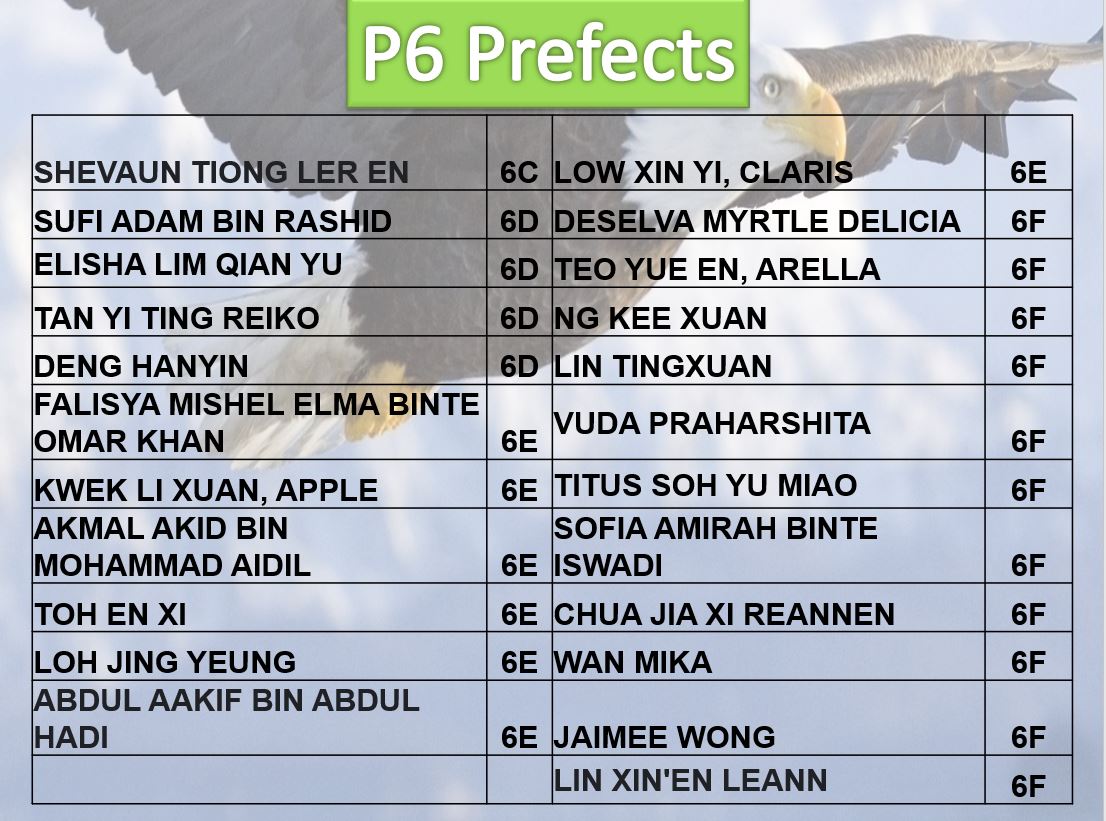 P6 Prefects
SHEVAUN TIONG LER EN 6C LOW XIN YI, CLARIS 6E
SUFI ADAM BIN RASHID 6D DESELVA MYRTLE DELICIA 6F
ELISHA LIM QIAN YU 6D TEO YUE EN, ARELLA 6F
TAN YI TING REIKO 6D NG KEE XUAN 6F
DENG HANYIN 6D LIN TINGXUAN 6F
FALISYA MISHEL ELMA BINTE
OMAR KHAN 6E VUDA PRAHARSHITA 6F
KWEK LI XUAN, APPLE 6E TITUS SOH YU MIAO 6F
AKMAL AKID BIN
MOHAMMAD AIDIL 6E SOFIA AMIRAH BINTE
ISWADI 6F
TOH EN XI 6E CHUA JIA XI REANNEN 6F
LOH JING YEUNG 6E WAN MIKA 6F
ABDUL AAKIF BIN ABDUL
HADI 6E JAIMEE WONG 6F
LIN XIN'EN LEANN 6F